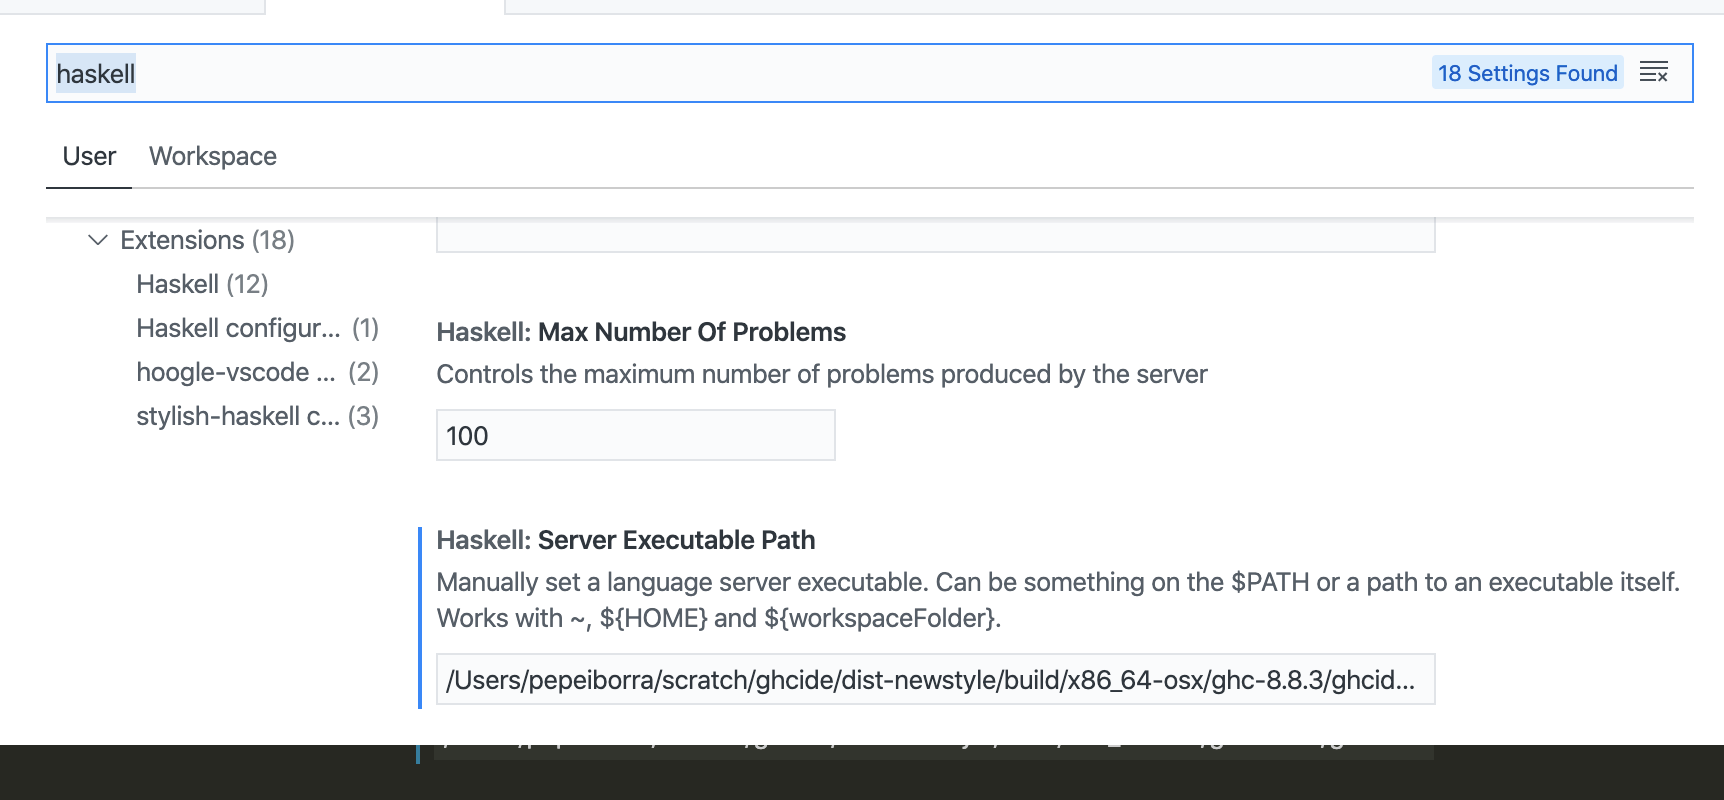 haskell
18 Settings Found
User Workspace
Extensions (18)
Haskell (12)
Haskell configur... (1)
hoogle-vscode ... (2)
stylish-haskell c... (3)
Haskell: Max Number Of Problems
Controls the maximum number of problems produced by the server
100
Haskell: Server Executable Path
Manually set a language server executable. Can be something on the $PATH or a path to an executable itself.
Works with ~, ${HOME} and ${workspaceFolder}.
/Users/pepeiborra/scratch/ghcide/dist-newstyle/build/x86_64-osx/ghc-8.8.3/ghcid...